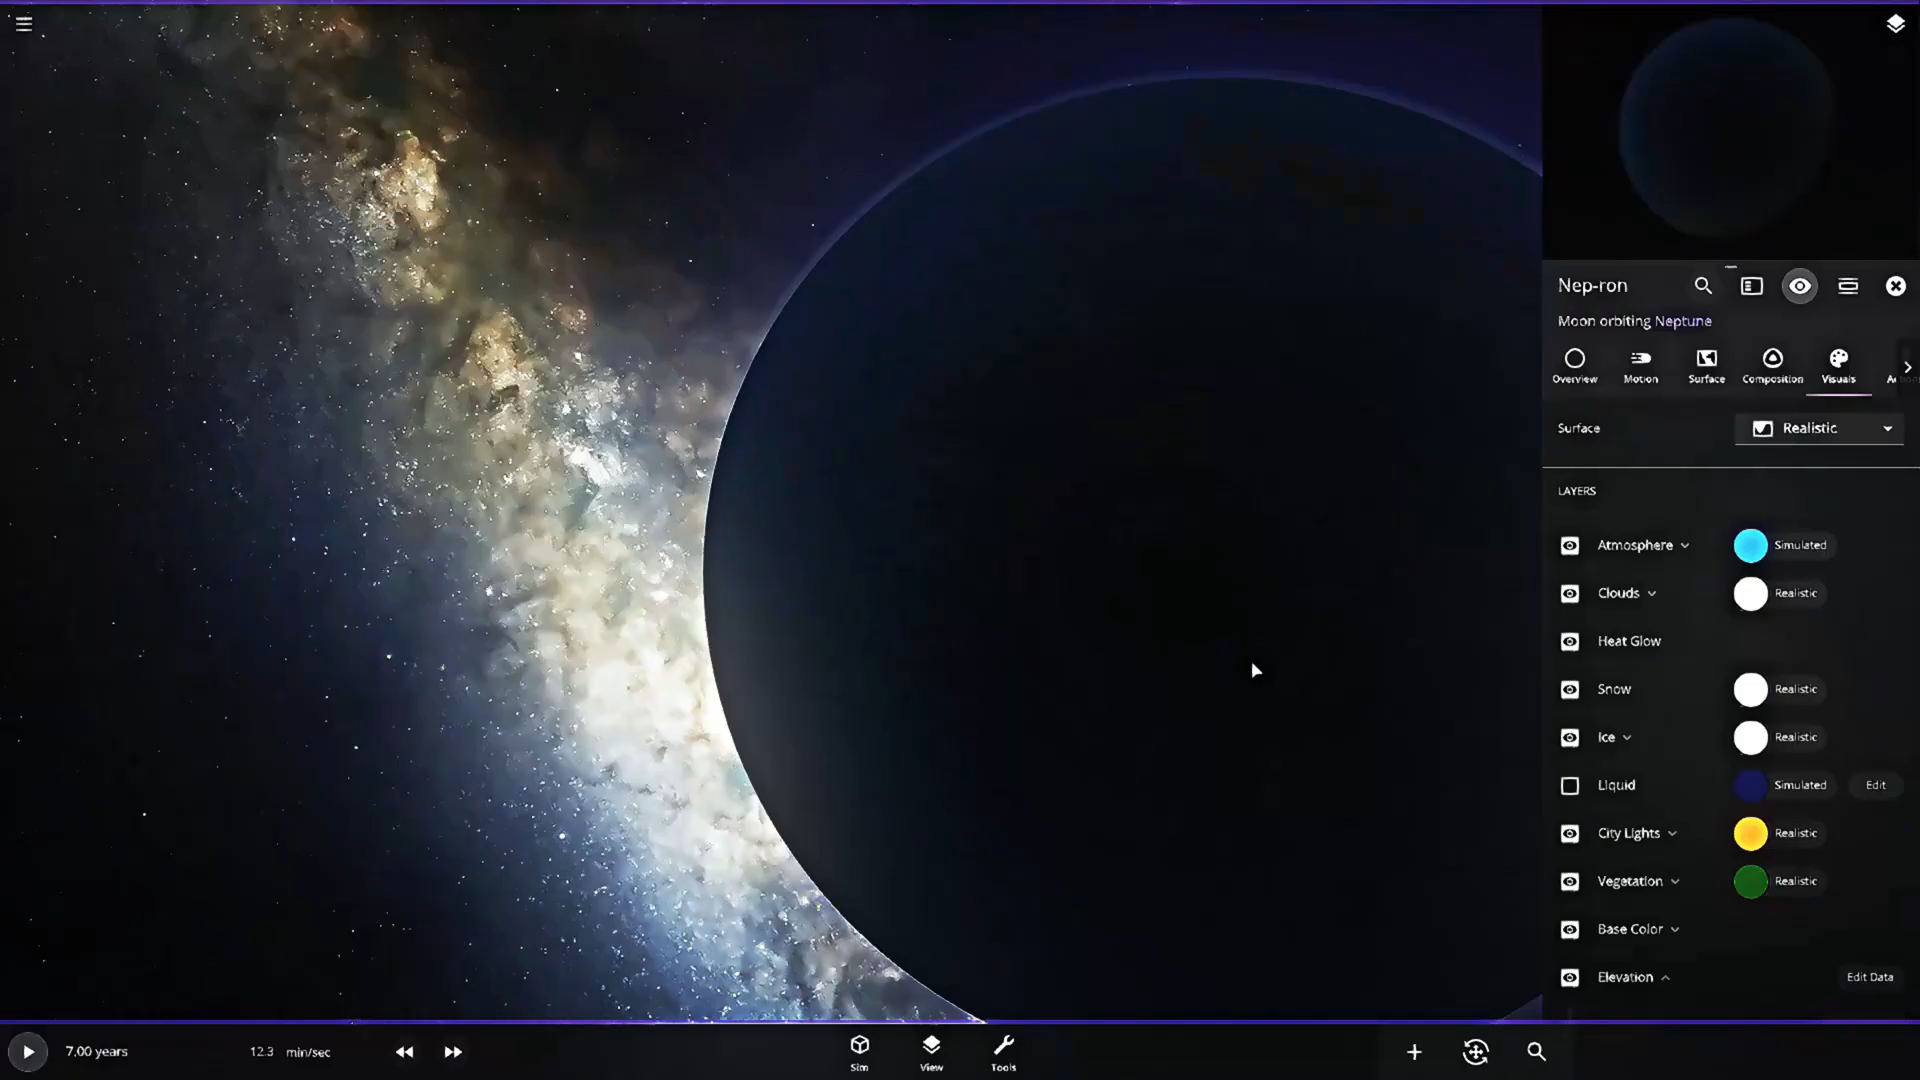 Nep-ron
Moon orbiting Neptune
Overview Motion Surface Composition Visuals
Surface Realistic
LAYERS
Atmosphere Simulated
Clouds Realistic
Heat Glow
Snow Realistic
Ice Realistic
Liquid Simulated Edit
City Lights Realistic
Vegetation Realistic
Base Color
Elevation Edit Data
7.00 years 12.3 min/sec
Sim View Tools